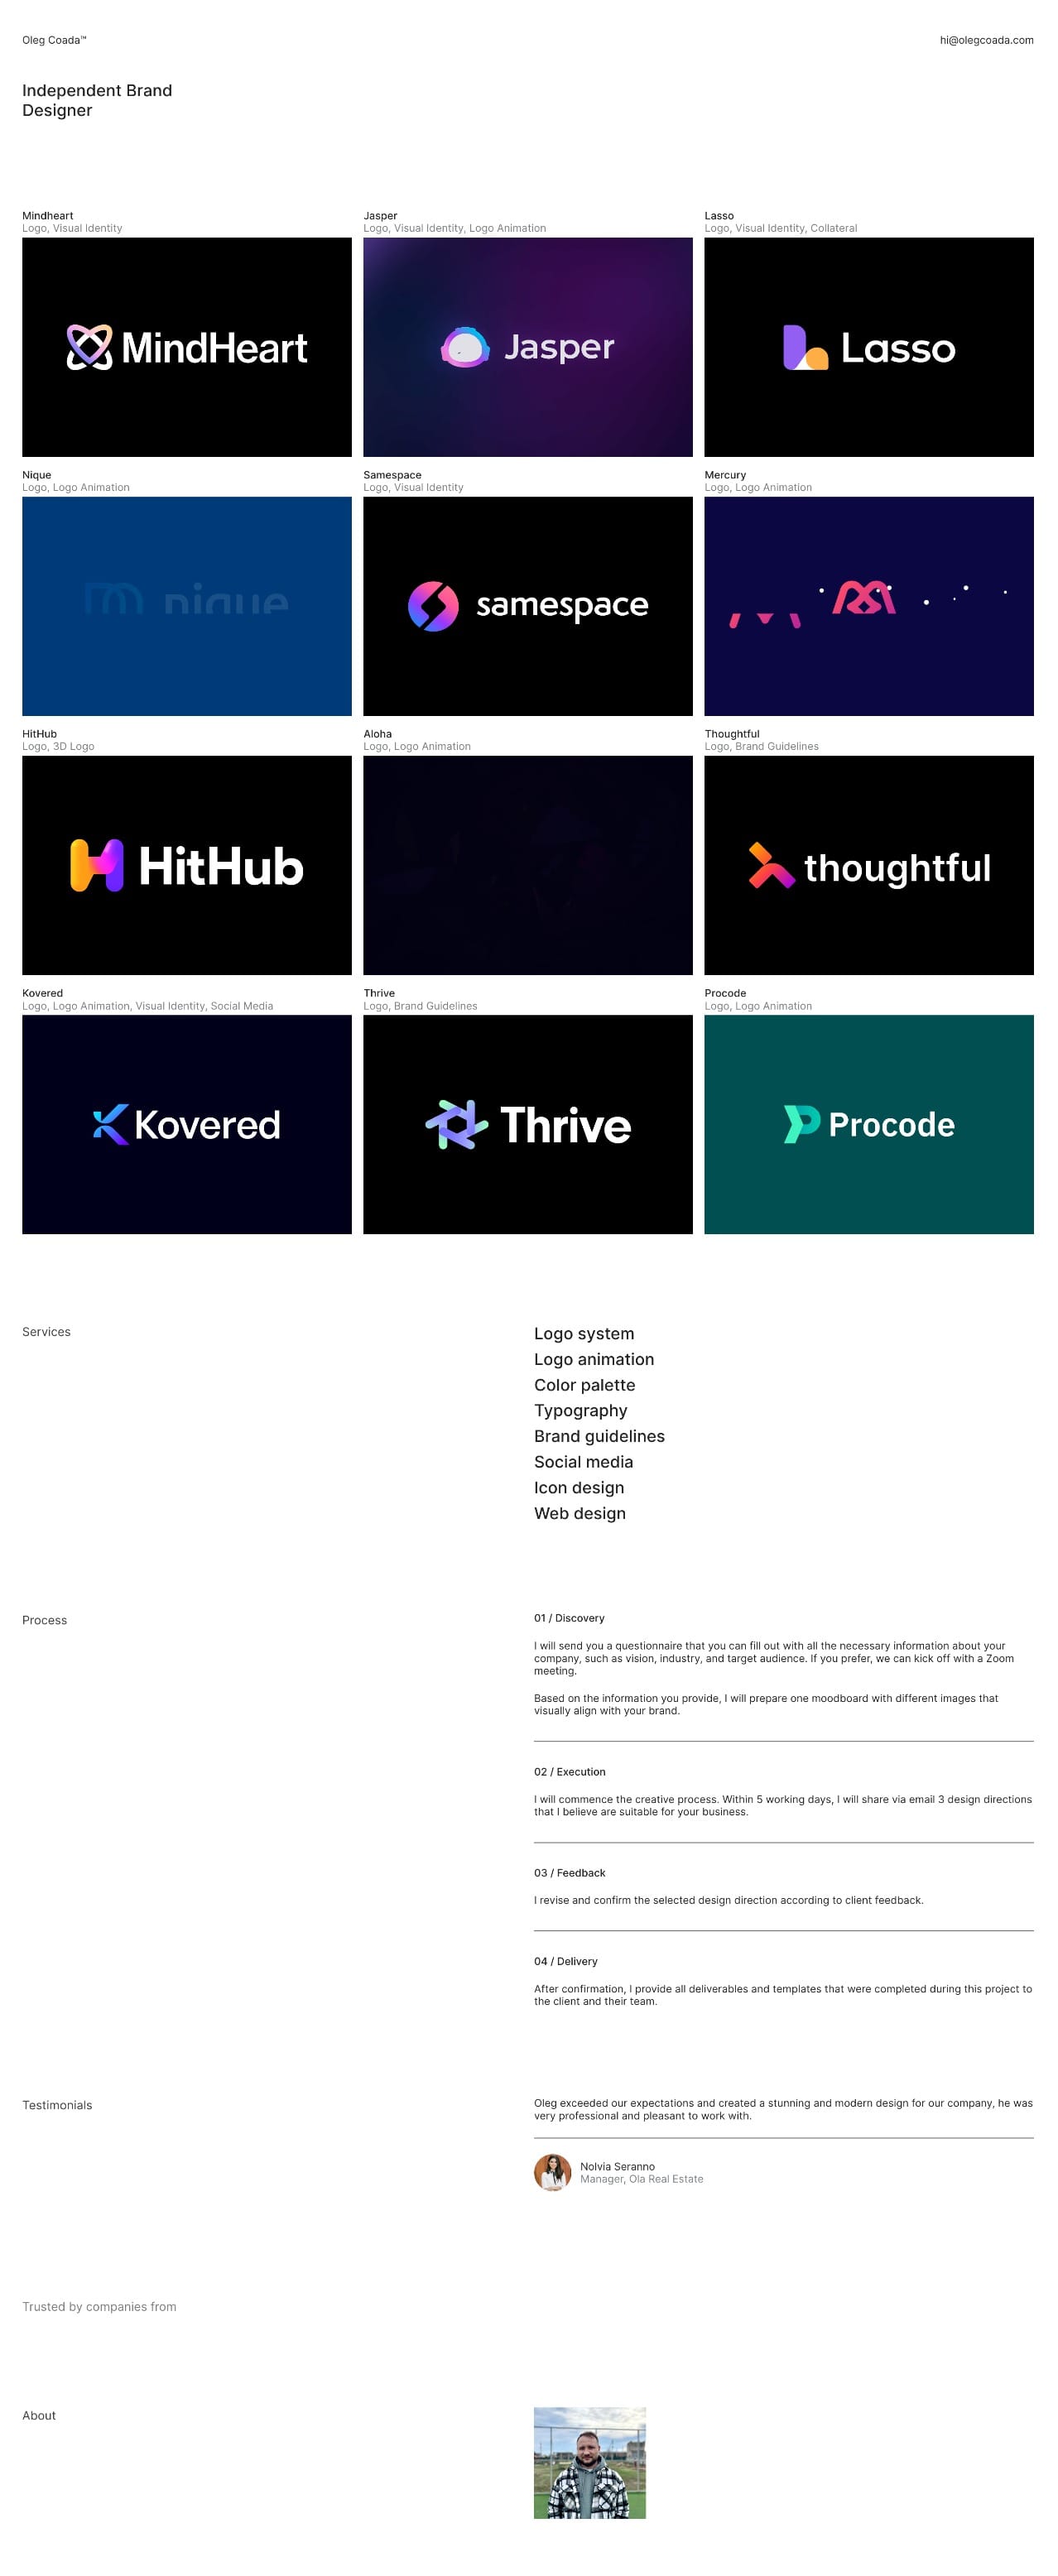 Oleg Coada™
hi@olegcoada.com
Independent Brand
Designer
Mindheart
Logo, Visual Identity
Jasper
Logo, Visual Identity, Logo Animation
Lasso
Logo, Visual Identity, Collateral
MindHeart
Jasper
Lasso
Nique
Logo, Logo Animation
Samespace
Logo, Visual Identity
Mercury
Logo, Logo Animation
nique
samespace
HitHub
Logo, 3D Logo
Aloha
Logo, Logo Animation
Thoughtful
Logo, Brand Guidelines
HitHub
thoughtful
Kovered
Logo, Logo Animation, Visual Identity, Social Media
Thrive
Logo, Brand Guidelines
Procode
Logo, Logo Animation
Kovered
Thrive
Procode
Services
Logo system
Logo animation
Color palette
Typography
Brand guidelines
Social media
Icon design
Web design
Process
01 / Discovery
I will send you a questionnaire that you can fill out with all the necessary information about your
company, such as vision, industry, and target audience. If you prefer, we can kick off with a Zoom
meeting.
Based on the information you provide, I will prepare one moodboard with different images that
visually align with your brand.
02 / Execution
I will commence the creative process. Within 5 working days, I will share via email 3 design directions
that I believe are suitable for your business.
03 / Feedback
I revise and confirm the selected design direction according to client feedback.
04 / Delivery
After confirmation, I provide all deliverables and templates that were completed during this project to
the client and their team.
Testimonials
Oleg exceeded our expectations and created a stunning and modern design for our company, he was
very professional and pleasant to work with.
Nolvia Seranno
Manager, Ola Real Estate
Trusted by companies from
About